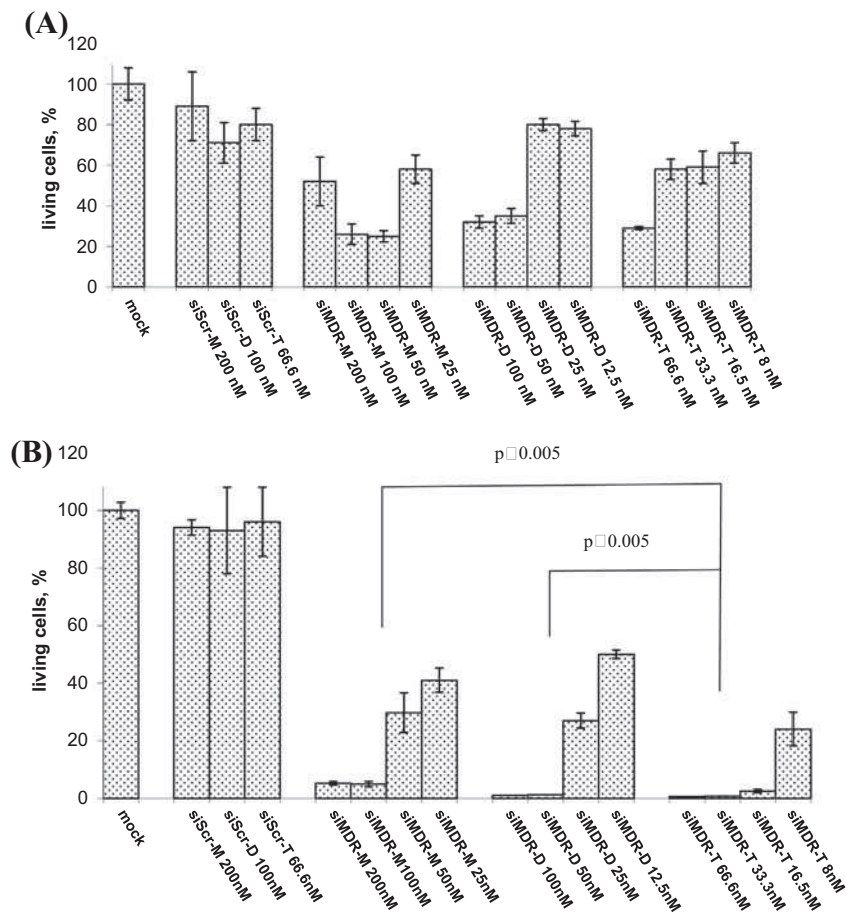 (A)
120
100
80
60
40
20
0
living cells, %
mock
siScr-M 200 nM
siScr-D 100 nM
siScr-T 66.6 nM
siMDR-M 200 nM
siMDR-M 100 nM
siMDR-M 50 nM
siMDR-M 25 nM
siMDR-D 100 nM
siMDR-D 50 nM
siMDR-D 25 nM
siMDR-D 12.5 nM
siMDR-T 66.6 nM
siMDR-T 33.3 nM
siMDR-T 16.5 nM
siMDR-T 8 nM
(B)
120
100
80
60
40
20
0
living cells, %
p□0.005
p□0.005
mock
siScr-M 200nM
siScr-D 100nM
siScr-T 66.6nM
siMDR-M 200nM
siMDR-M100nM
siMDR-M 50nM
siMDR-M 25nM
siMDR-D 100nM
siMDR-D 50nM
siMDR-D 25nM
siMDR-D 12.5nM
siMDR-T 66.6nM
siMDR-T 33.3nM
siMDR-T 16.5nM
siMDR-T 8nM